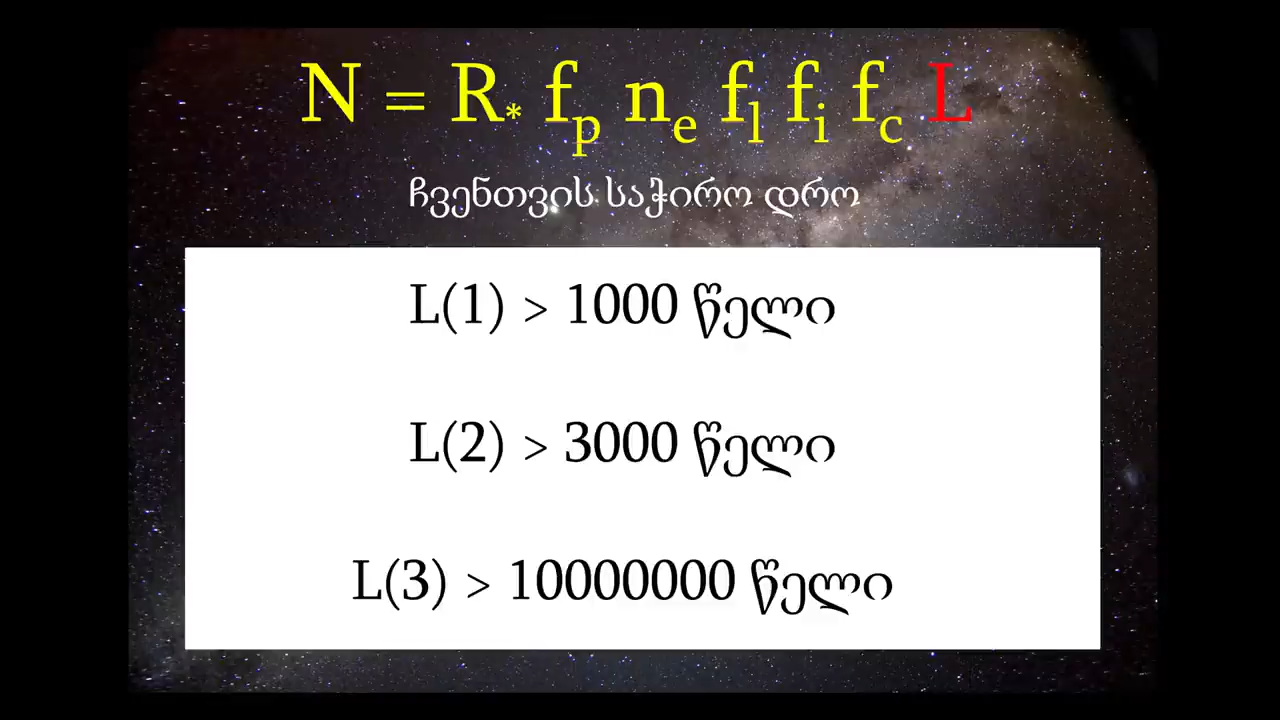 N = R* fp ne fl fi fc L
ჩვენთვის საჭირო დრო
L(1) > 1000 წელი
L(2) > 3000 წელი
L(3) > 10000000 წელი